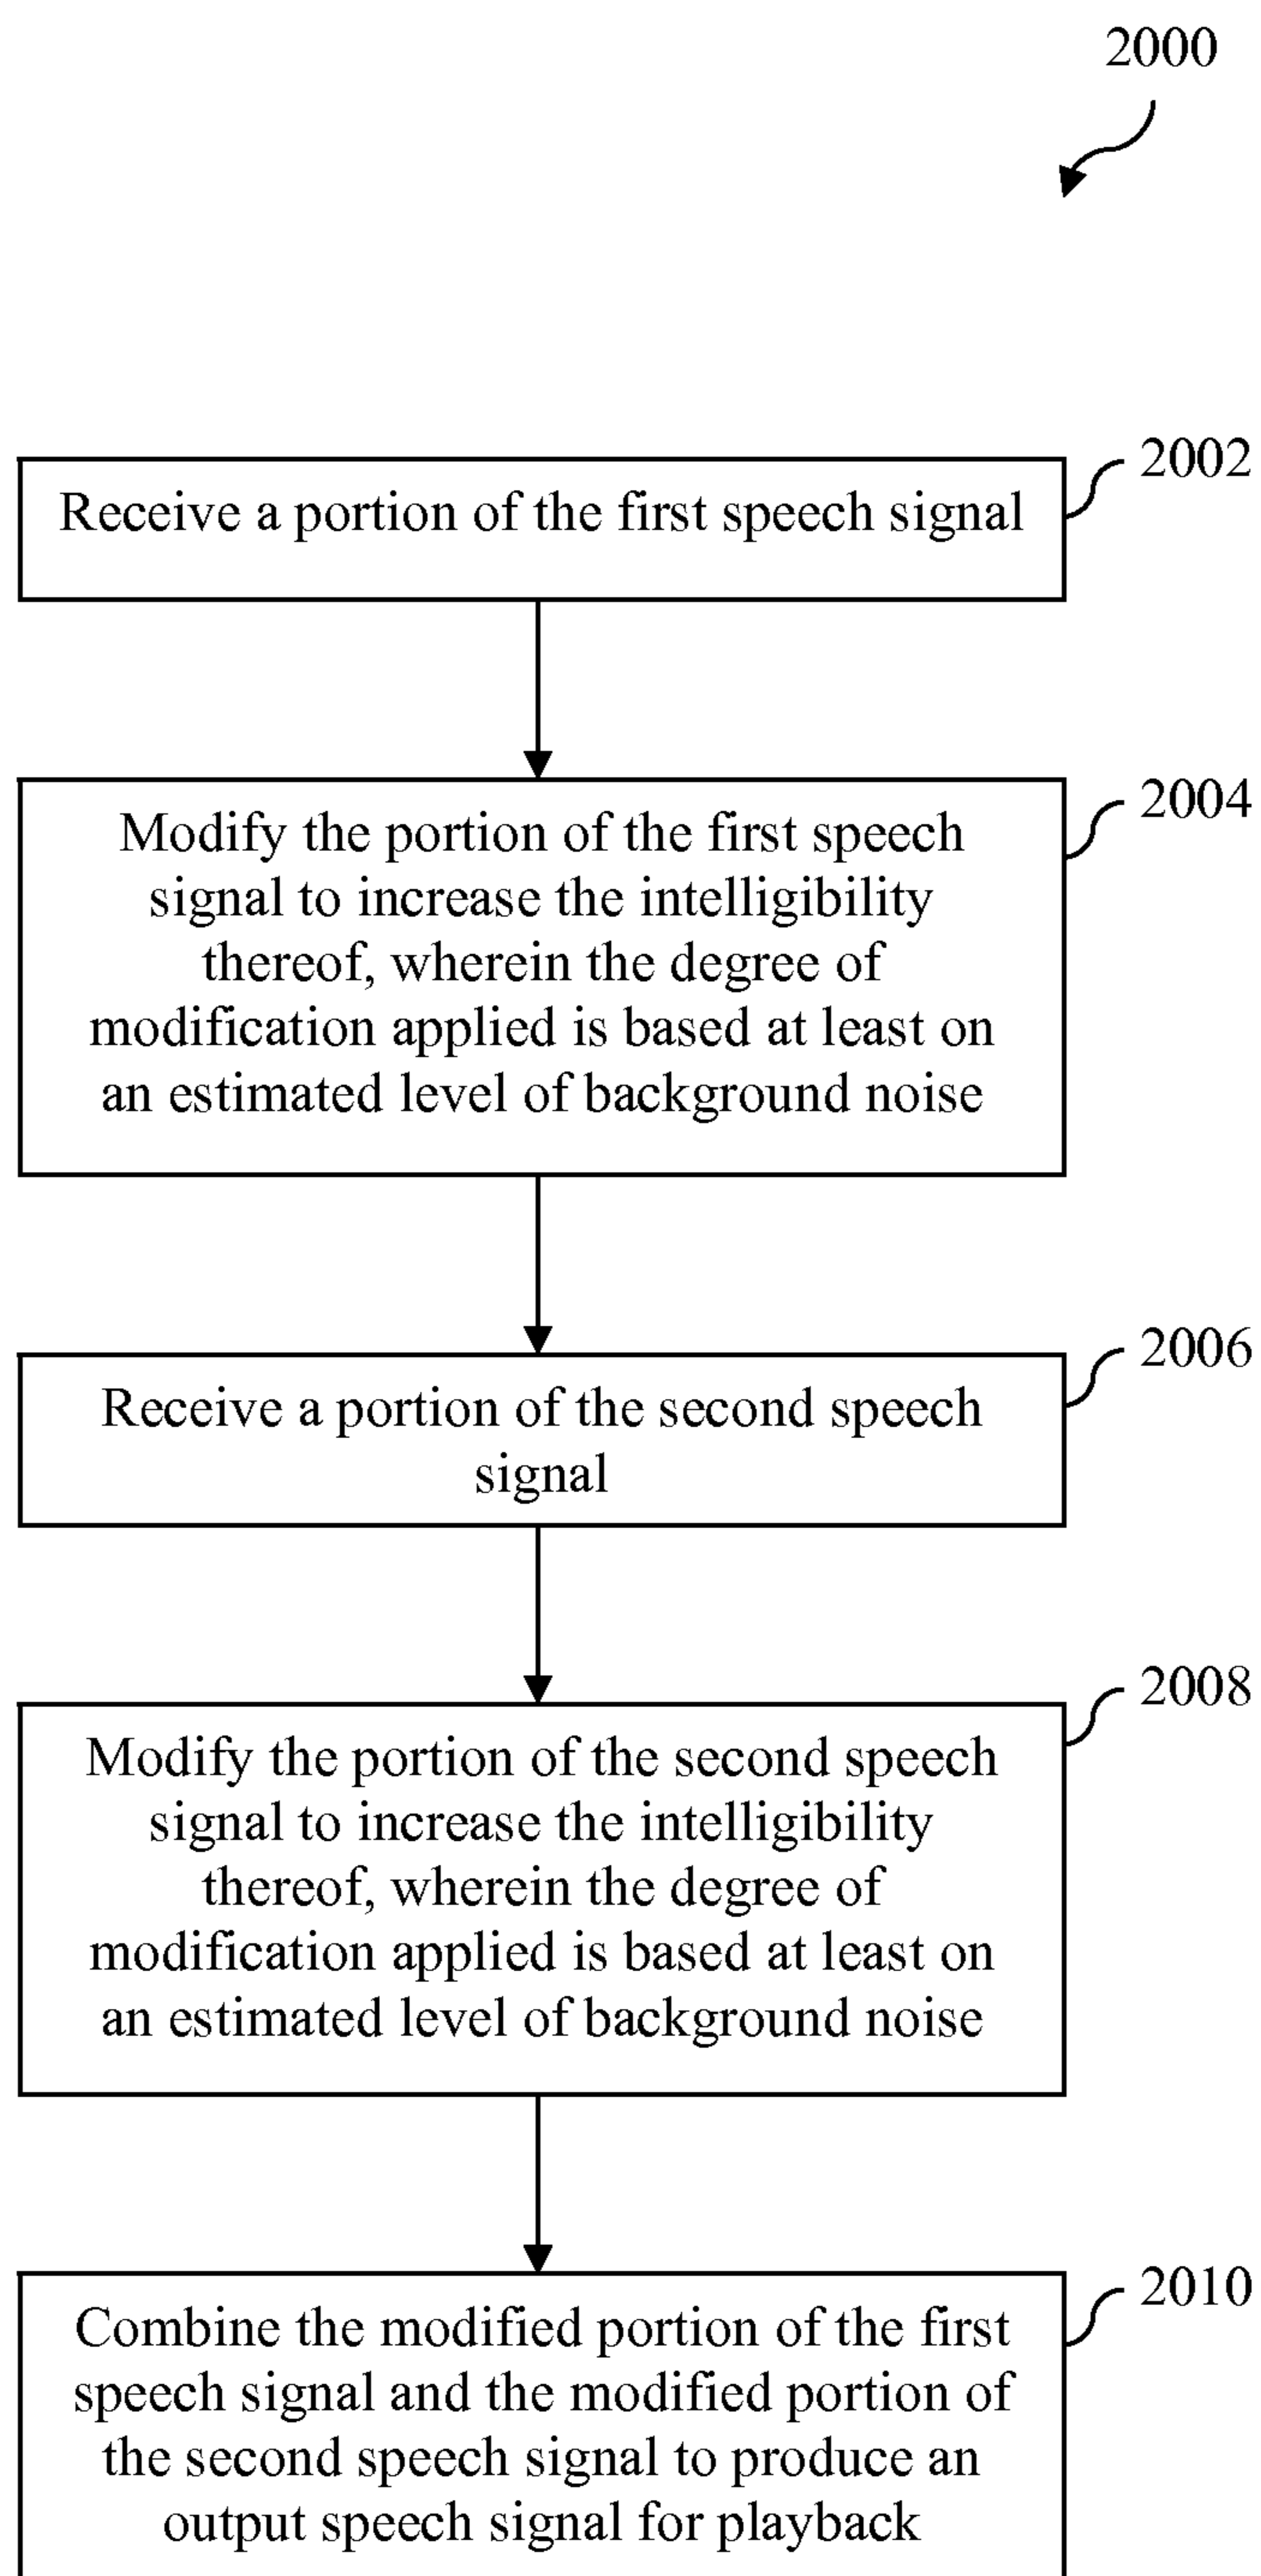 2000
Receive a portion of the first speech signal
2002
Modify the portion of the first speech
signal to increase the intelligibility
thereof, wherein the degree of
modification applied is based at least on
an estimated level of background noise
2004
Receive a portion of the second speech
signal
2006
Modify the portion of the second speech
signal to increase the intelligibility
thereof, wherein the degree of
modification applied is based at least on
an estimated level of background noise
2008
Combine the modified portion of the first
speech signal and the modified portion of
the second speech signal to produce an
output speech signal for playback
2010